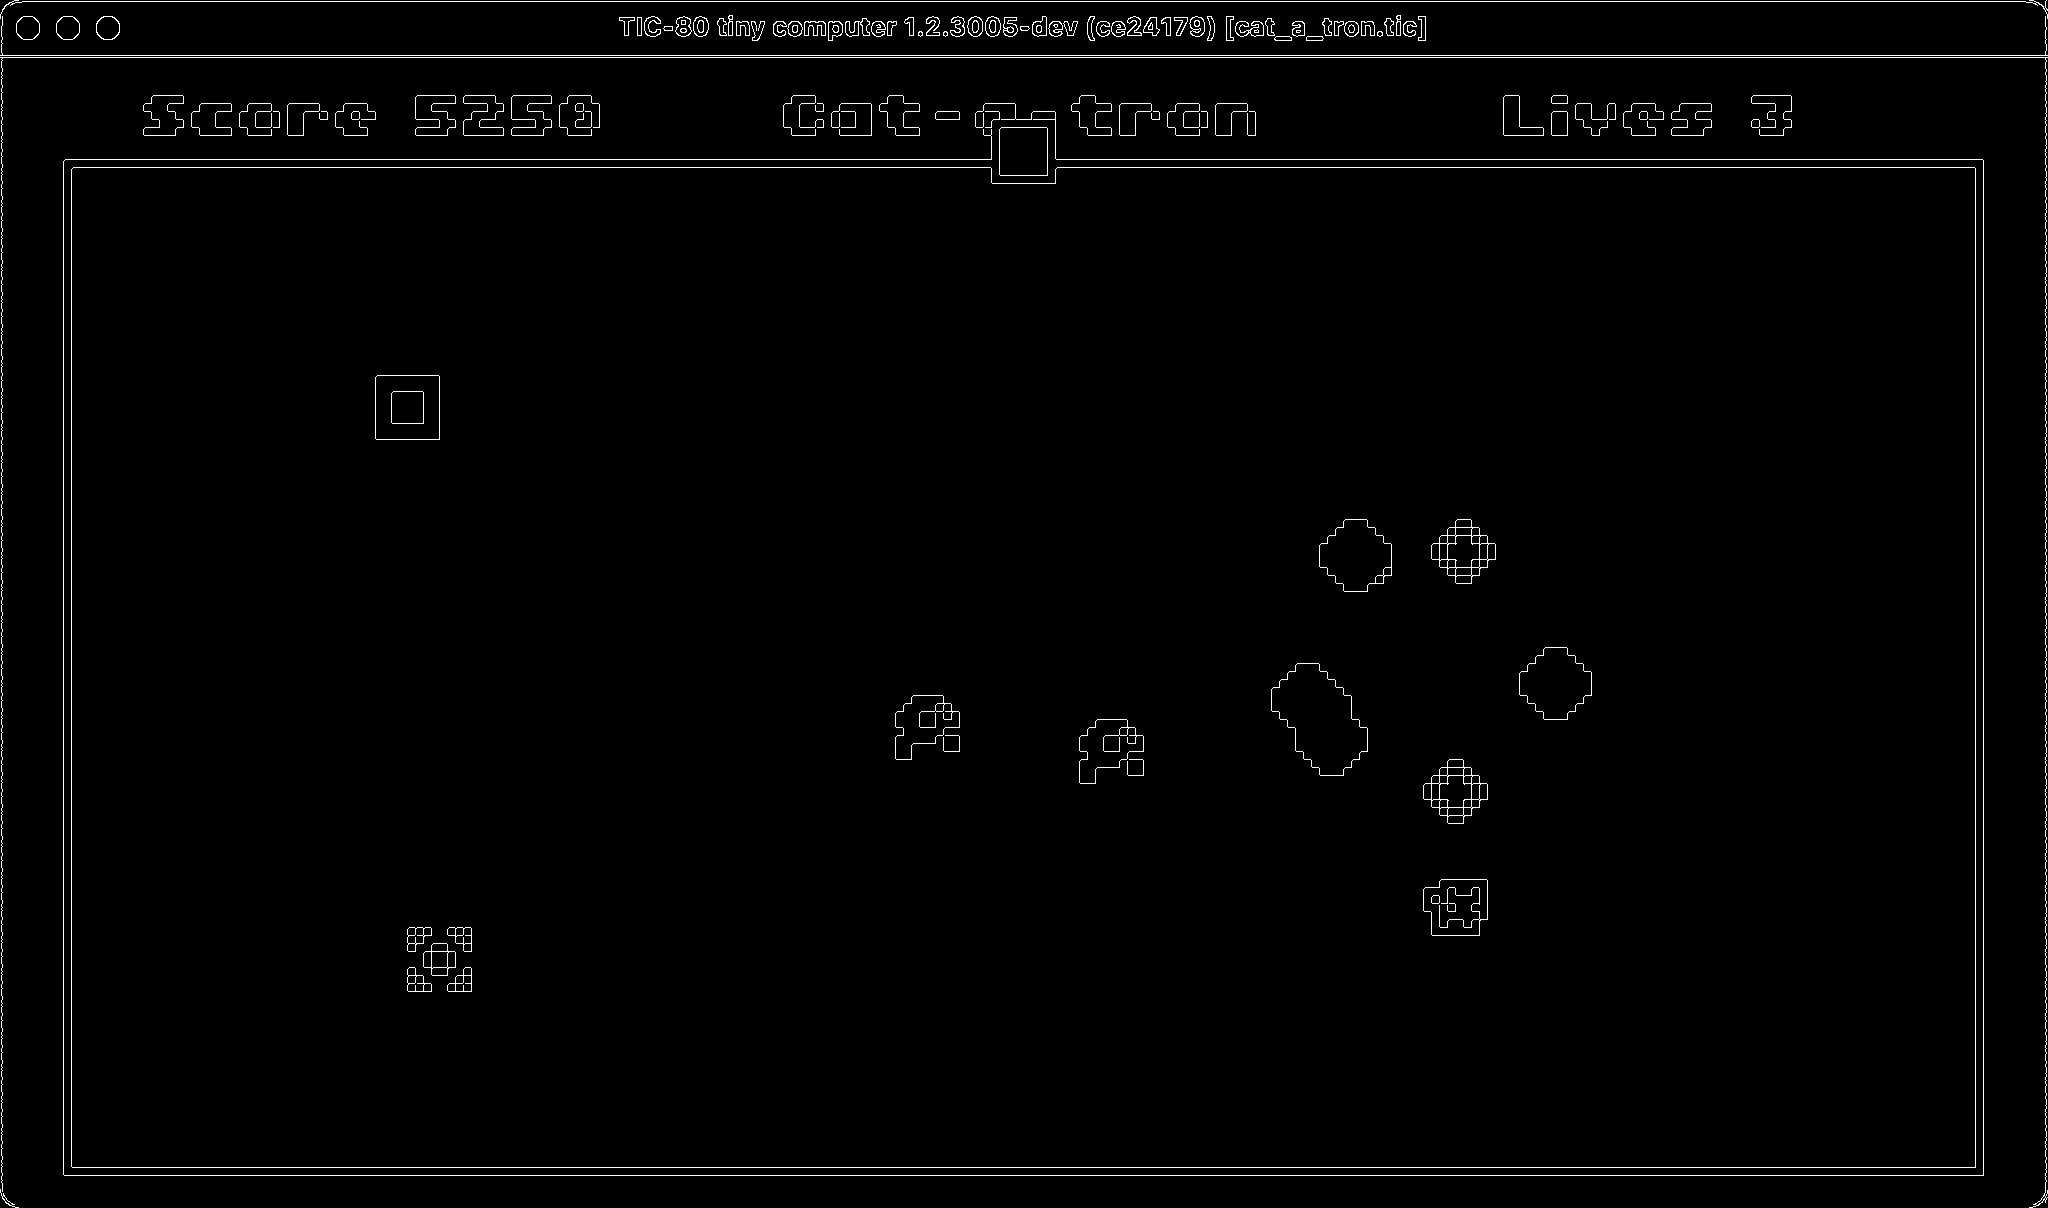 TIC-80 tiny computer 1.2.3005-dev (ce24179) [cat_a_tron.tic]
Score 5250 Cat-a-tron Lives 3